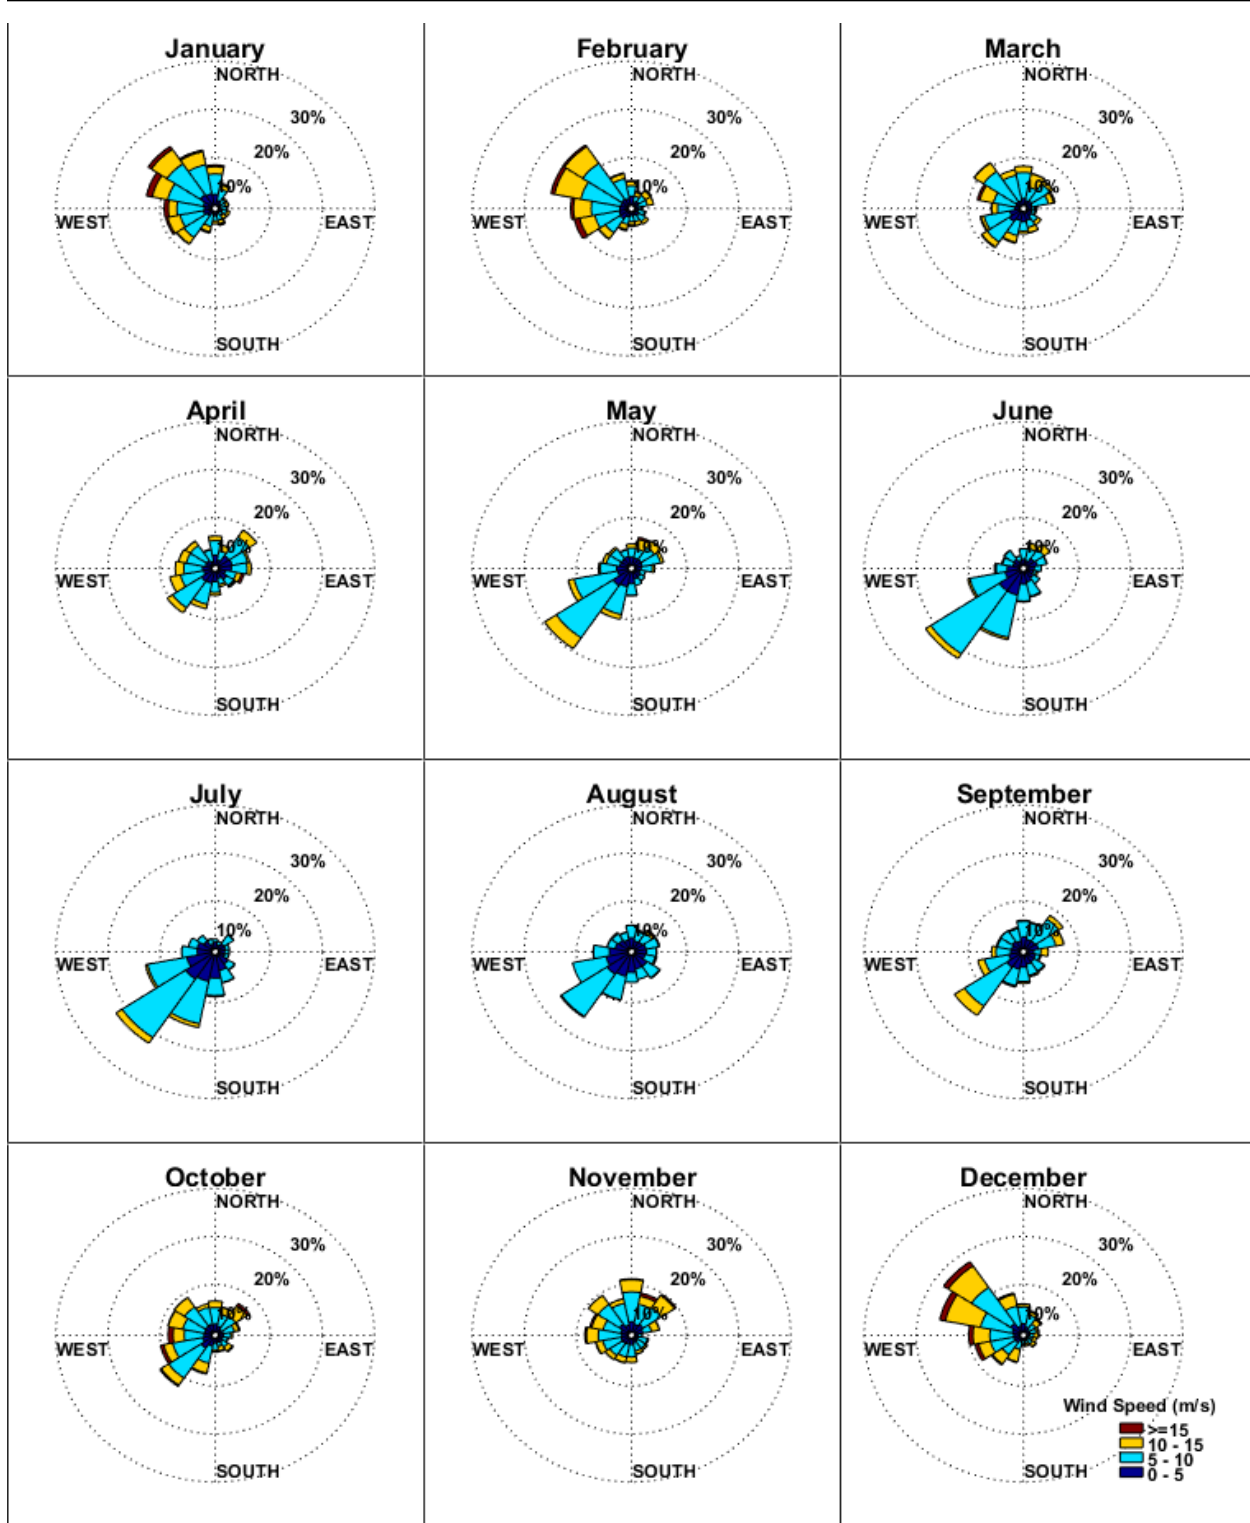 January
NORTH
30%
20%
10%
WEST
EAST
SOUTH
February
NORTH
30%
20%
10%
WEST
EAST
SOUTH
March
NORTH
30%
20%
10%
WEST
EAST
SOUTH
April
NORTH
30%
20%
10%
WEST
EAST
SOUTH
May
NORTH
30%
20%
10%
WEST
EAST
SOUTH
June
NORTH
30%
20%
10%
WEST
EAST
SOUTH
July
NORTH
30%
20%
10%
WEST
EAST
SOUTH
August
NORTH
30%
20%
10%
WEST
EAST
SOUTH
September
NORTH
30%
20%
10%
WEST
EAST
SOUTH
October
NORTH
30%
20%
10%
WEST
EAST
SOUTH
November
NORTH
30%
20%
10%
WEST
EAST
SOUTH
December
NORTH
30%
20%
10%
WEST
EAST
SOUTH
Wind Speed (m/s)
>=15
10 - 15
5 - 10
0 - 5